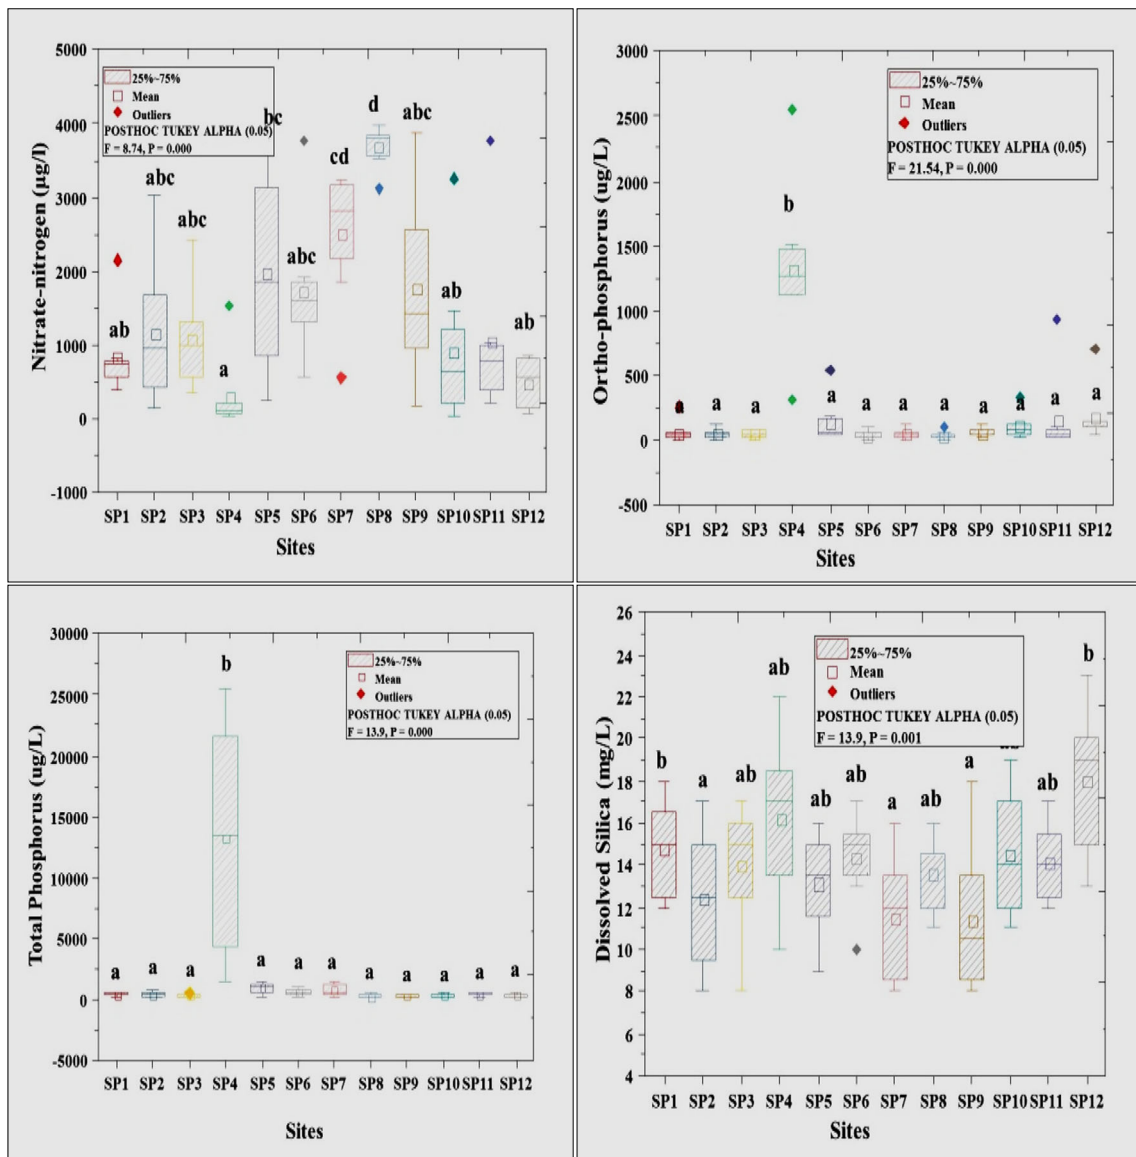 5000
4000
3000
2000
1000
0
-1000
Nitrate-nitrogen (µg/l)
25%~75%
Mean
Outliers
POSTHOC TUKEY ALPHA (0.05)
F = 8.74, P = 0.000
ab abc abc a bc abc cd d abc ab ab
SP1 SP2 SP3 SP4 SP5 SP6 SP7 SP8 SP9 SP10 SP11 SP12
Sites
3000
2500
2000
1500
1000
500
0
-500
Ortho-phosphorus (ug/L)
25%~75%
Mean
Outliers
POSTHOC TUKEY ALPHA (0.05)
F = 21.54, P = 0.000
a a a b a a a a a a a a
SP1 SP2 SP3 SP4 SP5 SP6 SP7 SP8 SP9 SP10 SP11 SP12
Sites
30000
25000
20000
15000
10000
5000
0
-5000
Total Phosphorus (ug/L)
25%~75%
Mean
Outliers
POSTHOC TUKEY ALPHA (0.05)
F = 13.9, P = 0.000
a a a b a a a a a a a a
SP1 SP2 SP3 SP4 SP5 SP6 SP7 SP8 SP9 SP10 SP11 SP12
Sites
26
24
22
20
18
16
14
12
10
8
6
4
Dissolved Silica (mg/L)
25%~75%
Mean
Outliers
POSTHOC TUKEY ALPHA (0.05)
F = 13.9, P = 0.001
b a ab ab ab ab a ab a ab b
SP1 SP2 SP3 SP4 SP5 SP6 SP7 SP8 SP9 SP10 SP11 SP12
Sites